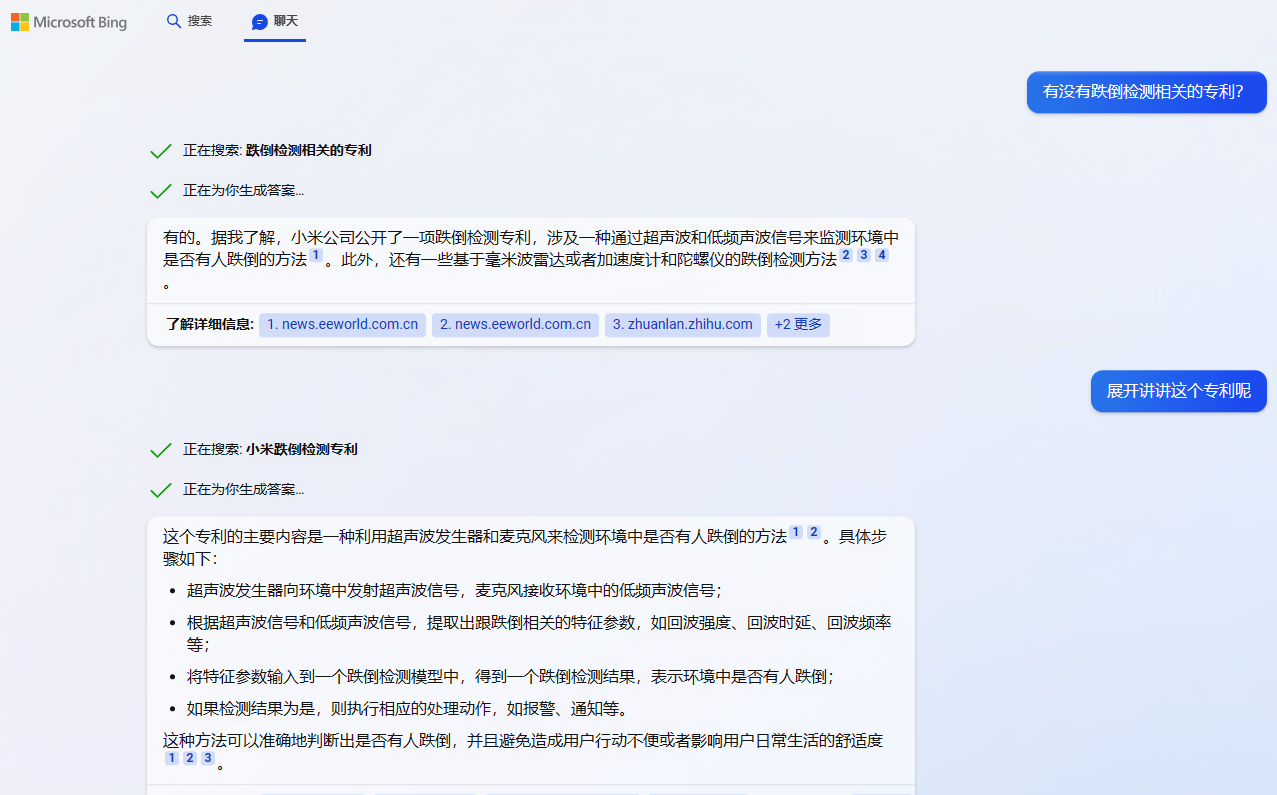 Microsoft Bing
搜索
聊天
有没有跌倒检测相关的专利？
正在搜索: 跌倒检测相关的专利
正在为你生成答案...
有的。据我了解，小米公司公开了一项跌倒检测专利，涉及一种通过超声波和低频声波信号来监测环境中
是否有人跌倒的方法 1 。此外，还有一些基于毫米波雷达或者加速度计和陀螺仪的跌倒检测方法 2 3 4
。
了解详细信息: 1. news.eeworld.com.cn 2. news.eeworld.com.cn 3. zhuanlan.zhihu.com +2 更多
展开讲讲这个专利呢
正在搜索: 小米跌倒检测专利
正在为你生成答案...
这个专利的主要内容是一种利用超声波发生器和麦克风来检测环境中是否有人跌倒的方法 1 2 。具体步
骤如下：
• 超声波发生器向环境中发射超声波信号，麦克风接收环境中的低频声波信号；
• 根据超声波信号和低频声波信号，提取出跟跌倒相关的特征参数，如回波强度、回波时延、回波频率
等；
• 将特征参数输入到一个跌倒检测模型中，得到一个跌倒检测结果，表示环境中是否有人跌倒；
• 如果检测结果为是，则执行相应的处理动作，如报警、通知等。
这种方法可以准确地判断出是否有人跌倒，并且避免造成用户行动不便或者影响用户日常生活的舒适度
1 2 3 。